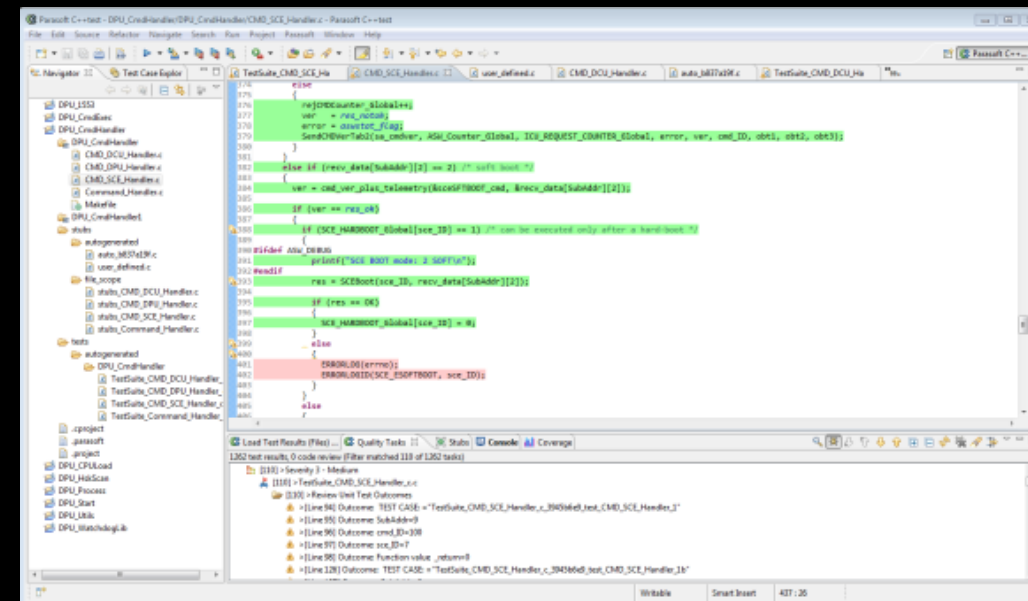 Parasoft C++test - DPU_CmdHandler/DPU_CmdHandler/CMD_SCE_Handler.c - Parasoft C++test
File Edit Source Refactor Navigate Search Run Project Parasoft Window Help
Parasoft C++...
Navigator
Test Case Explor
TestSuite_CMD_SCE_Ha
CMD_SCE_Handler.c
user_defined.c
CMD_DCU_Handler.c
auto_b837a19f.c
TestSuite_CMD_DCU_Ha
DPU_1553
DPU_CmdExec
DPU_CmdHandler
DPU_CmdHandler
CMD_DCU_Handler.c
CMD_DPU_Handler.c
CMD_SCE_Handler.c
Command_Handler.c
Makefile
DPU_CmdHandler1
stubs
autogenerated
auto_b837a19f.c
user_defined.c
file_scope
stubs_CMD_DCU_Handler.c
stubs_CMD_DPU_Handler.c
stubs_CMD_SCE_Handler.c
stubs_Command_Handler.c
tests
autogenerated
DPU_CmdHandler
TestSuite_CMD_DCU_Handler_
TestSuite_CMD_DPU_Handler_
TestSuite_CMD_SCE_Handler_c
TestSuite_Command_Handler_
.cproject
.parasoft
.project
DPU_CPULoad
DPU_HskScan
DPU_Process
DPU_Start
DPU_Utils
DPU_WatchdogLib
374 else
375 {
376 rejCMDCounter_Global++;
377 ver = res_notok;
378 error = aswstat_flag;
379 SendCMDVerTab2(sa_cmdver, ASW_Counter_Global, ICU_REQUEST_COUNTER_Global, error, ver, cmd_ID, obt1, obt2, obt3);
380 }
381 }
382 else if (recv_data[SubAddr][2] == 2) /* soft boot */
383 {
384 ver = cmd_ver_plus_telemetry(&sceSFTBOOT_cmd, &recv_data[SubAddr][2]);
385
386 if (ver == res_ok)
387 {
388 if (SCE_HARDBOOT_Global[sce_ID] == 1) /* can be executed only after a hard-boot */
389 {
390 #ifdef ASW_DEBUG
391 printf("SCE BOOT mode: 2 SOFT\n");
392 #endif
393 res = SCEBoot(sce_ID, recv_data[SubAddr][2]);
394
395 if (res == OK)
396 {
397 SCE_HARDBOOT_Global[sce_ID] = 0;
398 }
399 else
400 {
401 ERRORLOG(errno);
402 ERRORLOGID(SCE_ESOFTBOOT, sce_ID);
403 }
404 }
405 else
406 {
Load Test Results (Files) ...
Quality Tasks
Stubs
Console
Coverage
1262 test results, 0 code review (Filter matched 110 of 1262 tasks)
[110] > Severity 3 - Medium
[110] > TestSuite_CMD_SCE_Handler_c.c
[110] > Review Unit Test Outcomes
>[Line 94] Outcome: TEST CASE: ="TestSuite_CMD_SCE_Handler_c_3945b6e8_test_CMD_SCE_Handler_1"
>[Line 95] Outcome: SubAddr=9
>[Line 96] Outcome: cmd_ID=100
>[Line 97] Outcome: sce_ID=7
>[Line 98] Outcome: Function value _return=0
>[Line 126] Outcome: TEST CASE: ="TestSuite_CMD_SCE_Handler_c_3945b6e8_test_CMD_SCE_Handler_1b"
Writable
Smart Insert
437 : 26